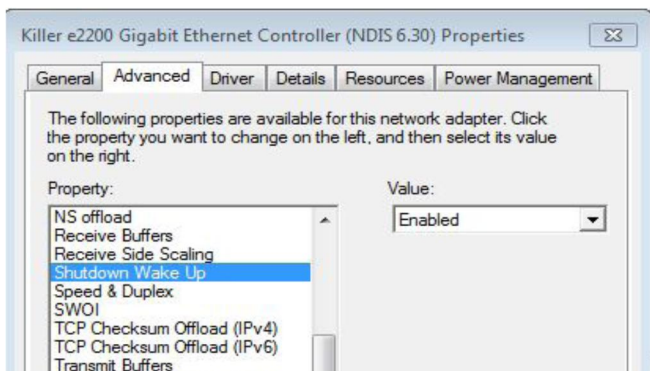 Killer e2200 Gigabit Ethernet Controller (NDIS 6.30) Properties
General Advanced Driver Details Resources Power Management
The following properties are available for this network adapter. Click
the property you want to change on the left, and then select its value
on the right.
Property:
Value:
NS offload
Receive Buffers
Receive Side Scaling
Shutdown Wake Up
Speed & Duplex
SWOI
TCP Checksum Offload (IPv4)
TCP Checksum Offload (IPv6)
Transmit Buffers
Enabled